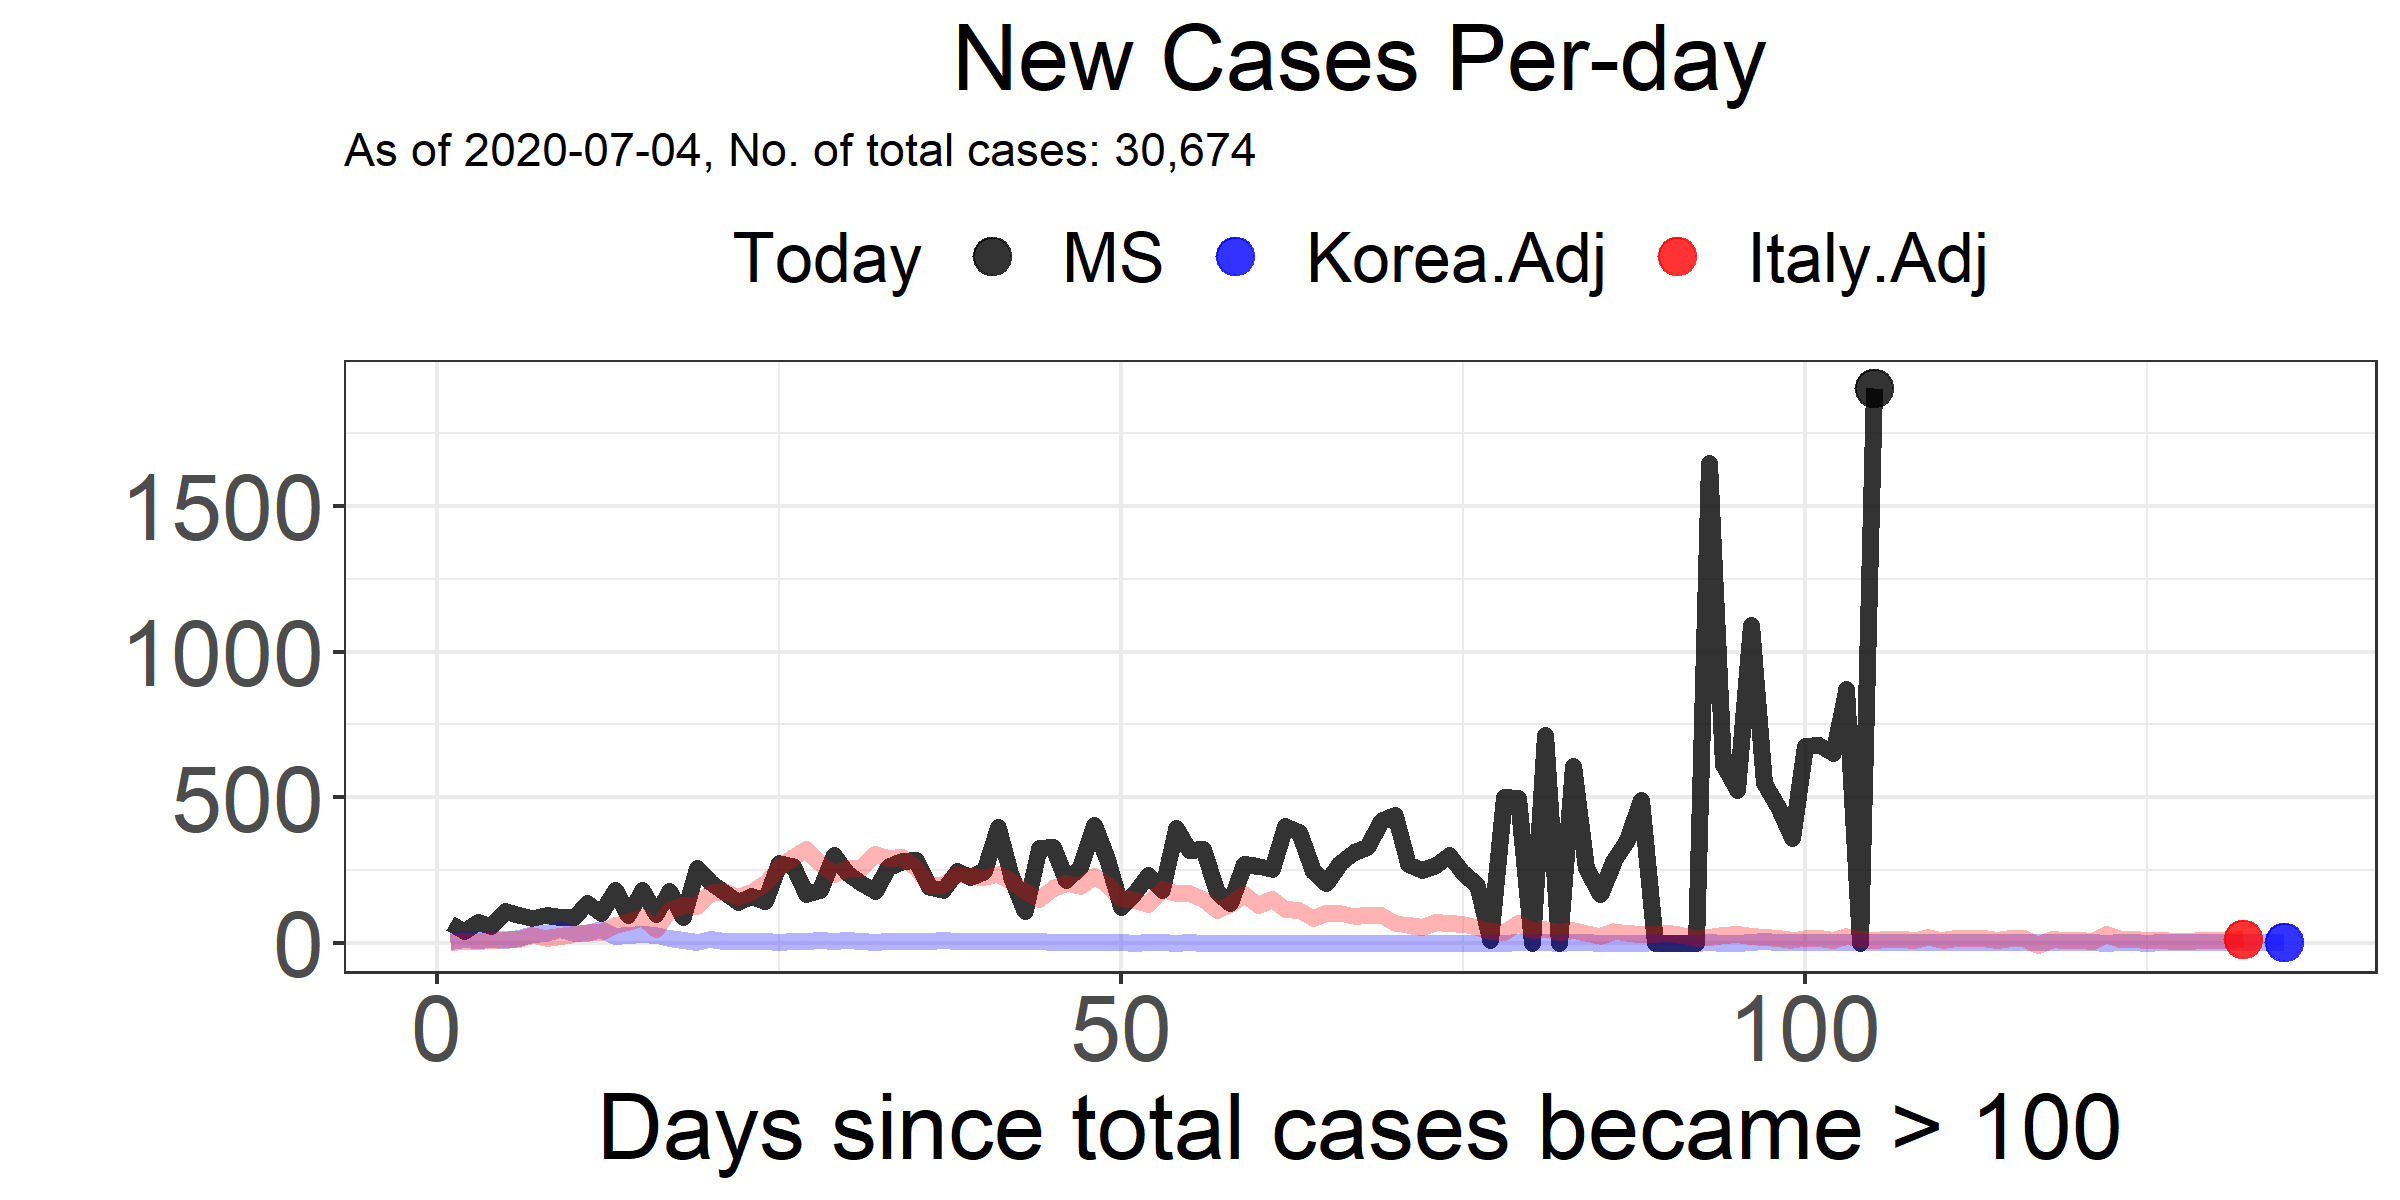 New Cases Per-day
As of 2020-07-04, No. of total cases: 30,674
Today MS Korea.Adj Italy.Adj
1500
1000
500
0
0 50 100
Days since total cases became > 100